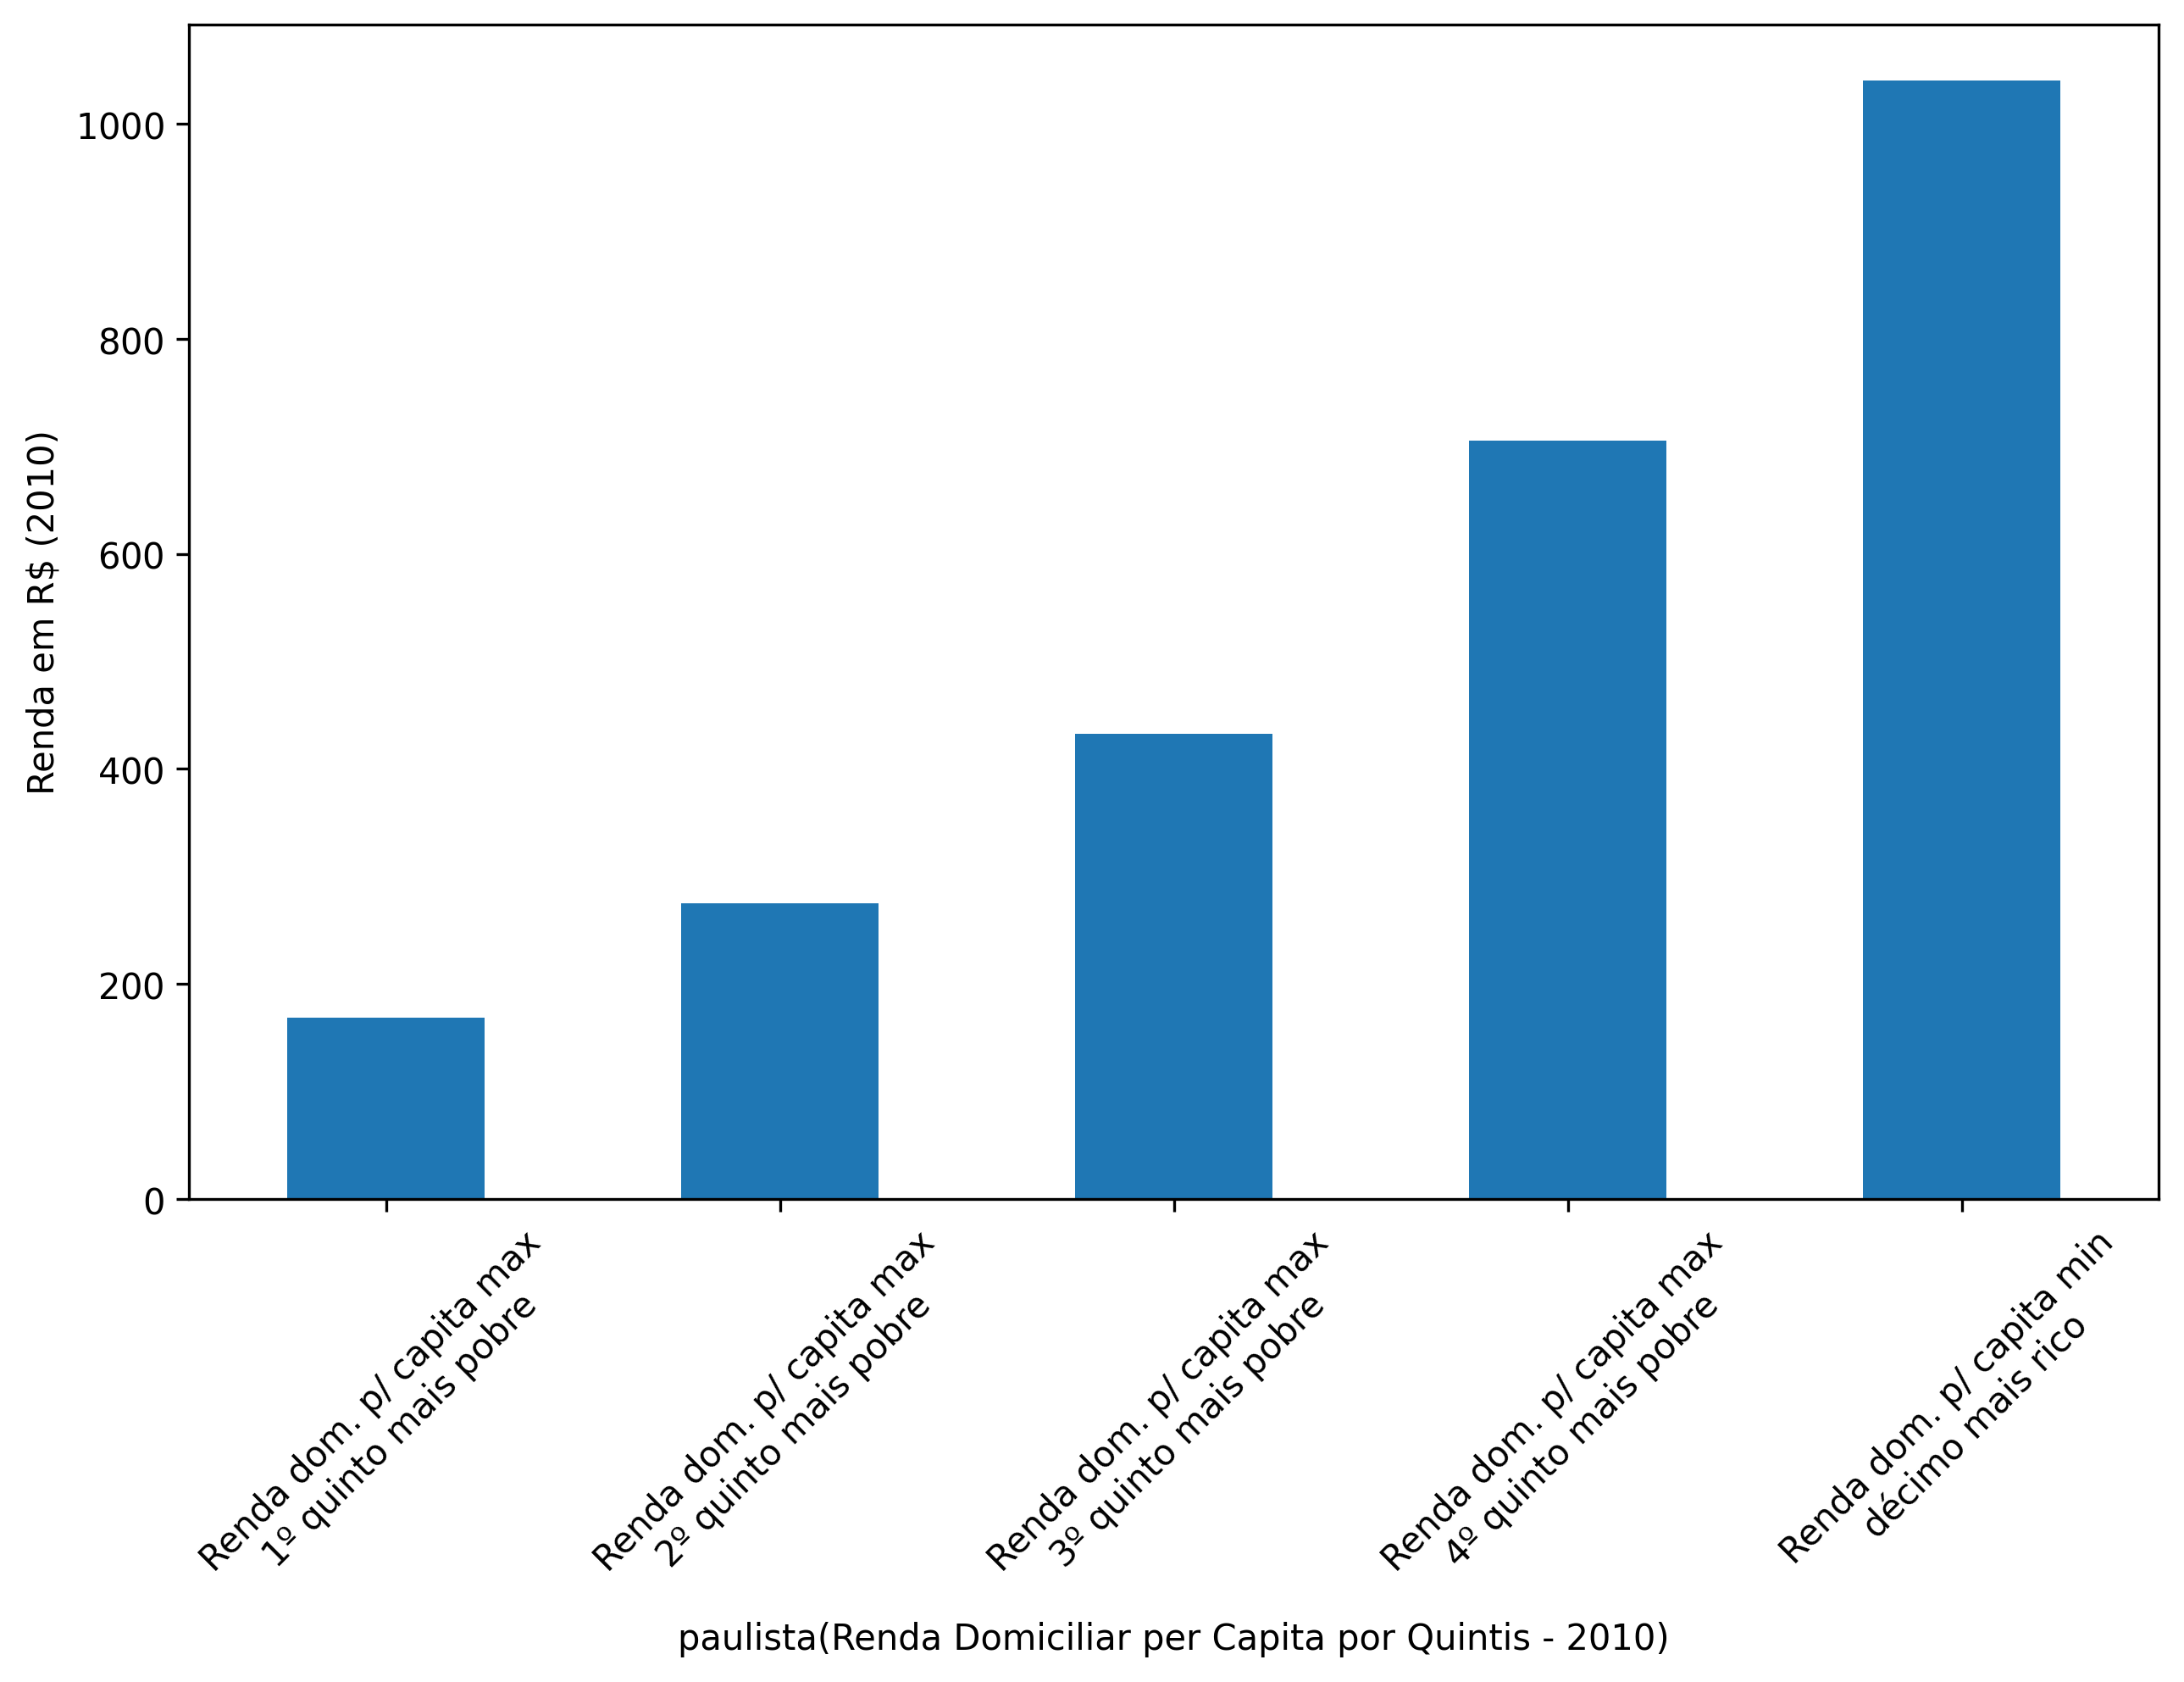 Renda em R$ (2010)
1000
800
600
400
200
0
Renda dom. p/ capita max
1º quinto mais pobre
Renda dom. p/ capita max
2º quinto mais pobre
Renda dom. p/ capita max
3º quinto mais pobre
Renda dom. p/ capita max
4º quinto mais pobre
Renda dom. p/ capita min
décimo mais rico
paulista(Renda Domiciliar per Capita por Quintis - 2010)